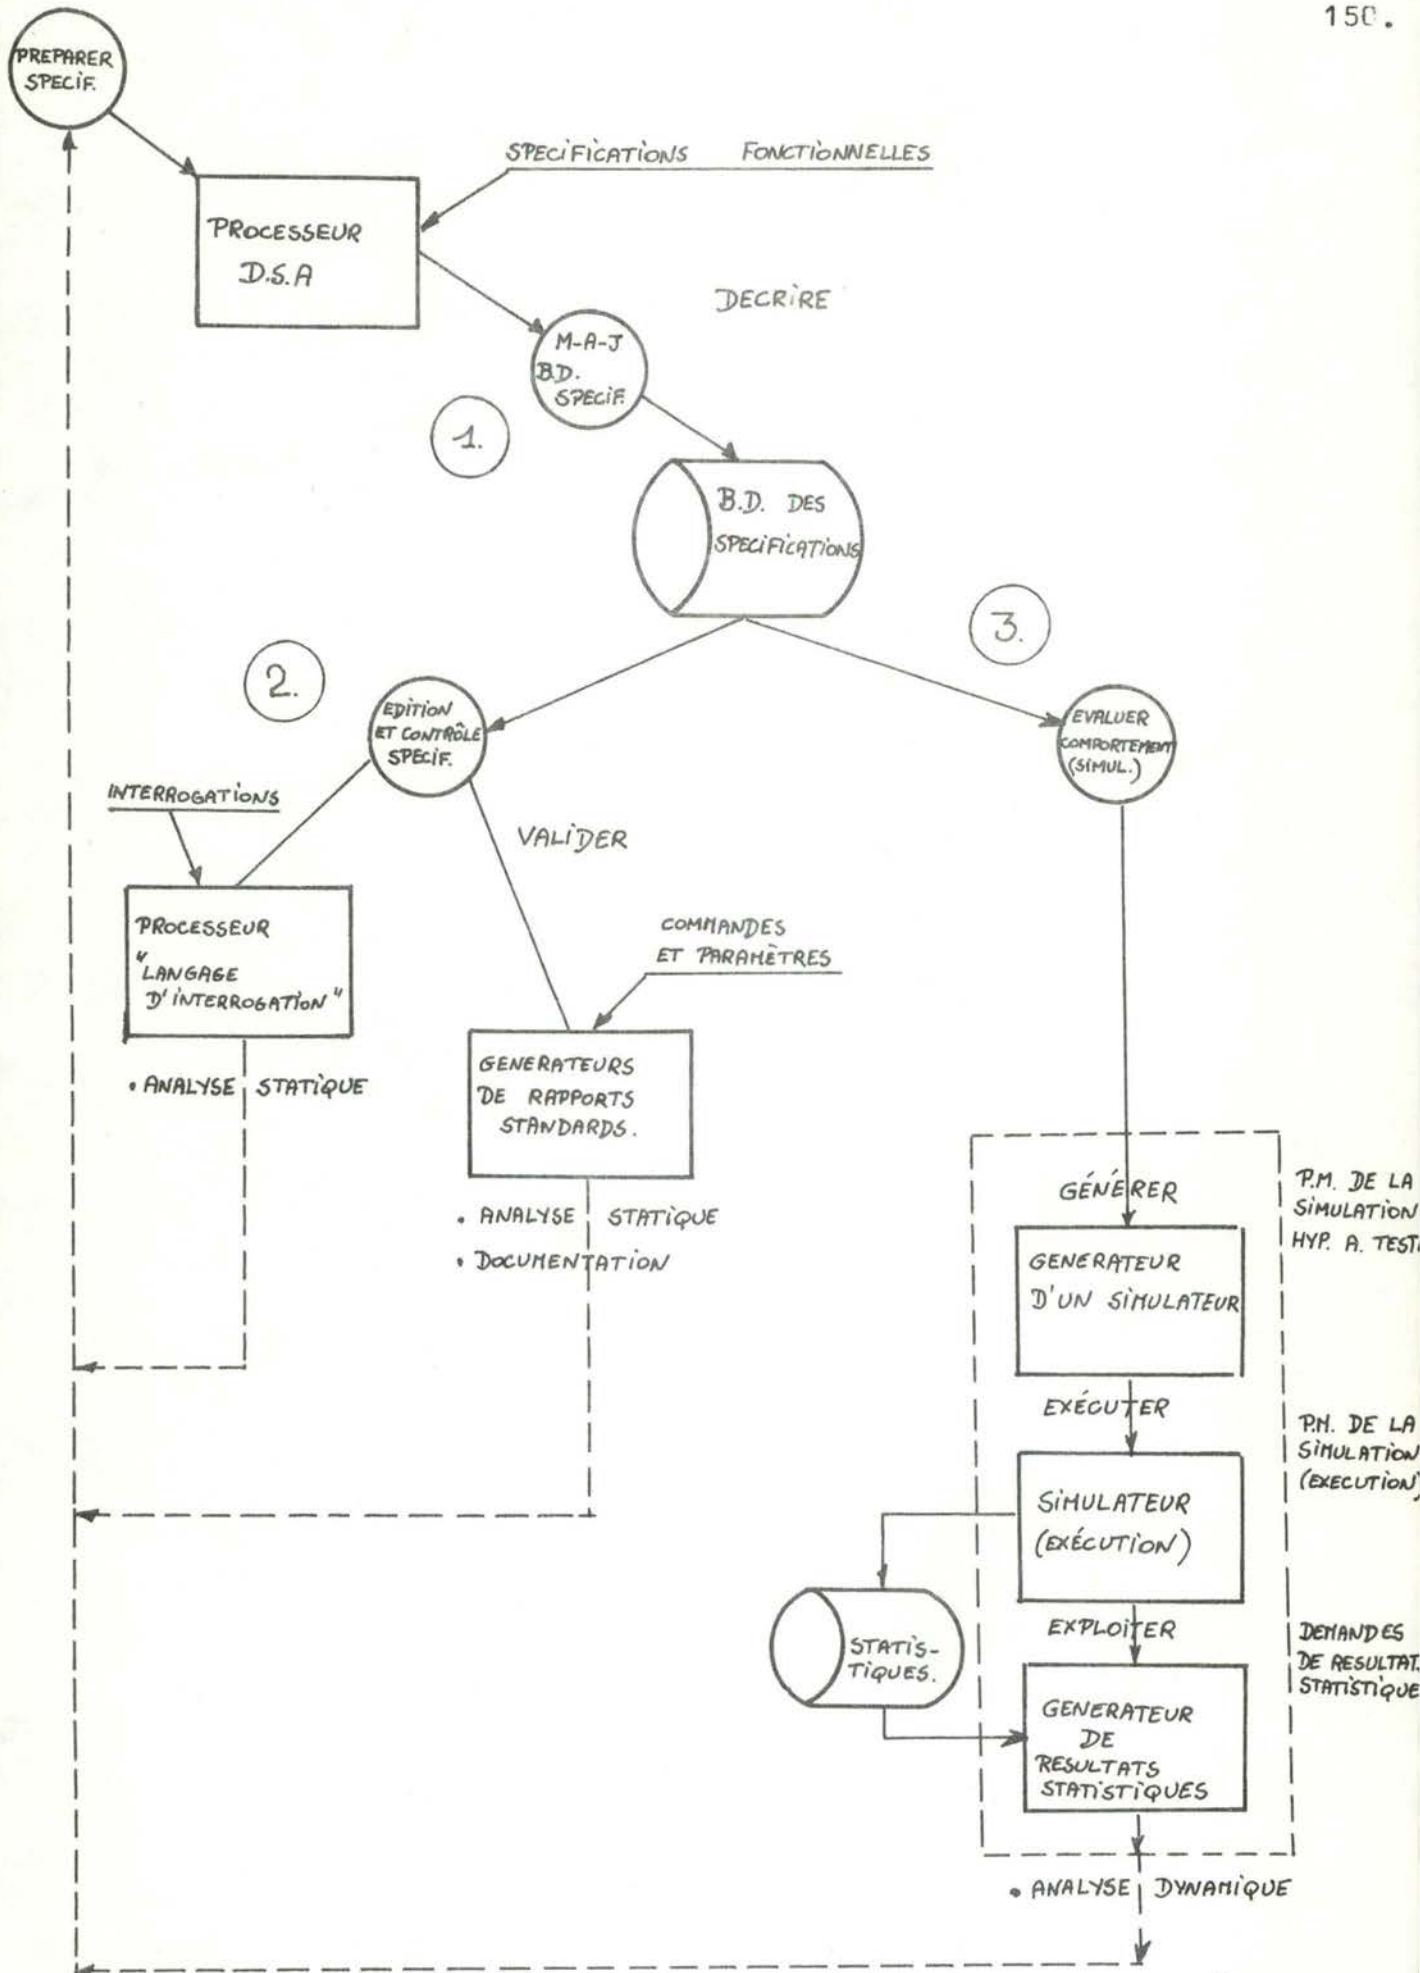 150.
PREPARER
SPECIF.
SPECIFICATIONS FONCTIONNELLES
PROCESSEUR
D.S.A
DECRIRE
M-A-J
B.D.
SPECIF.
1.
B.D. DES
SPECIFICATIONS
3.
2.
EDITION
ET CONTRÔLE
SPECIF.
EVALUER
COMPORTEMENT
(SIMUL.)
INTERROGATIONS
VALIDER
PROCESSEUR
"LANGAGE
D'INTERROGATION"
COMMANDES
ET PARAMÈTRES
GENERATEURS
DE RAPPORTS
STANDARDS.
• ANALYSE STATIQUE
• ANALYSE STATIQUE
• DOCUMENTATION
GÉNÉRER
P.M. DE LA
SIMULATION
HYP. A. TEST
GENERATEUR
D'UN SIMULATEUR
EXÉCUTER
P.M. DE LA
SIMULATION
(EXECUTION)
SIMULATEUR
(EXÉCUTION)
EXPLOITER
STATIS-
TIQUES.
DEMANDES
DE RESULTAT
STATISTIQUE
GENERATEUR
DE
RESULTATS
STATISTIQUES
• ANALYSE DYNAMIQUE